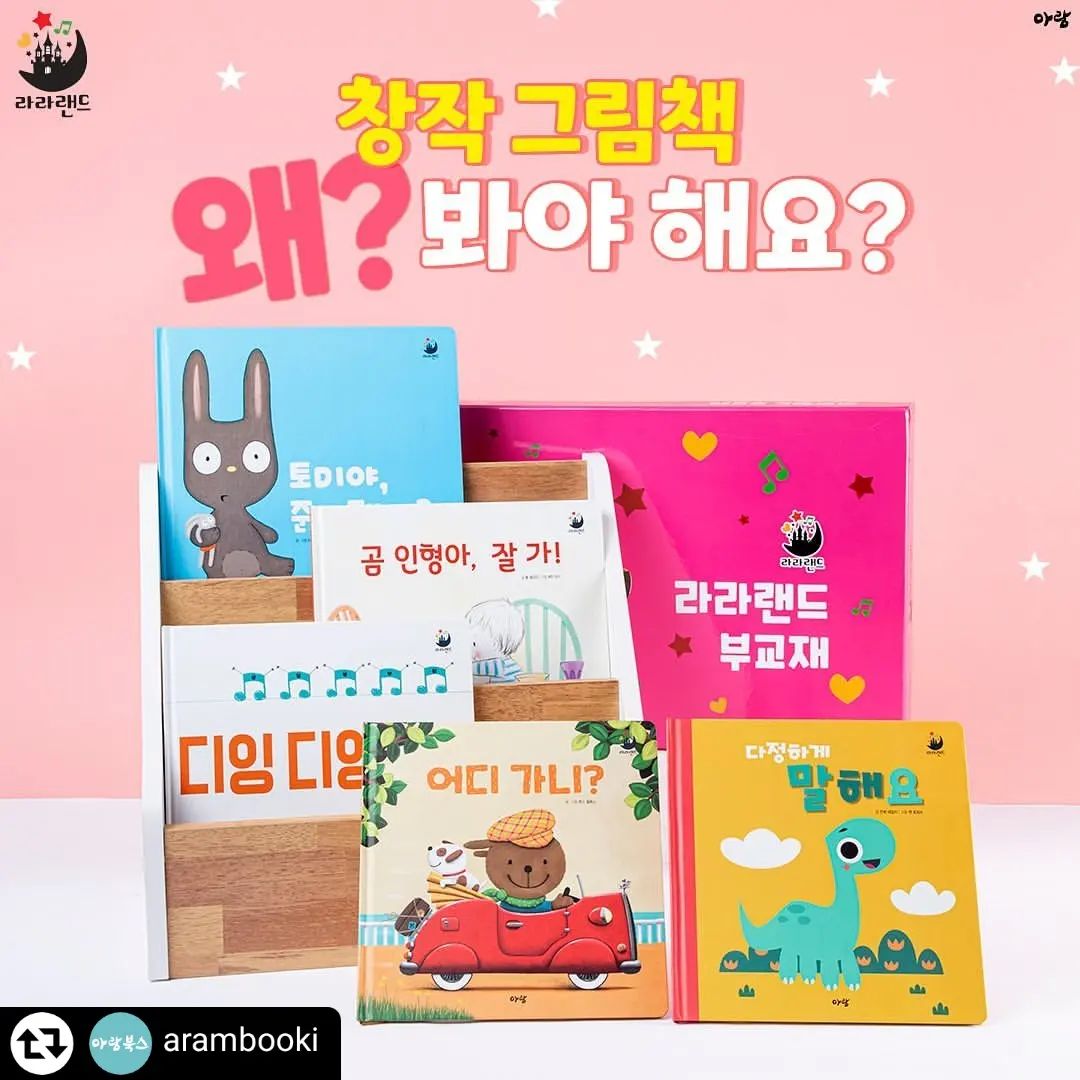 라라랜드
아람
창작 그림책
왜? 봐야 해요?
토미야,
곰 인형아, 잘 가!
라라랜드
라라랜드
부교재
디잉 디잉
어디 가니?
다정하게
말해요
아람
아람
아람북스 arambooki